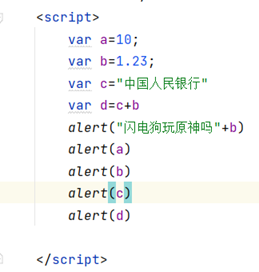 <script>
var a=10;
var b=1.23;
var c="中国人民银行"
var d=c+b
alert("闪电狗玩原神吗"+b)
alert(a)
alert(b)
alert(c)
alert(d)
</script>